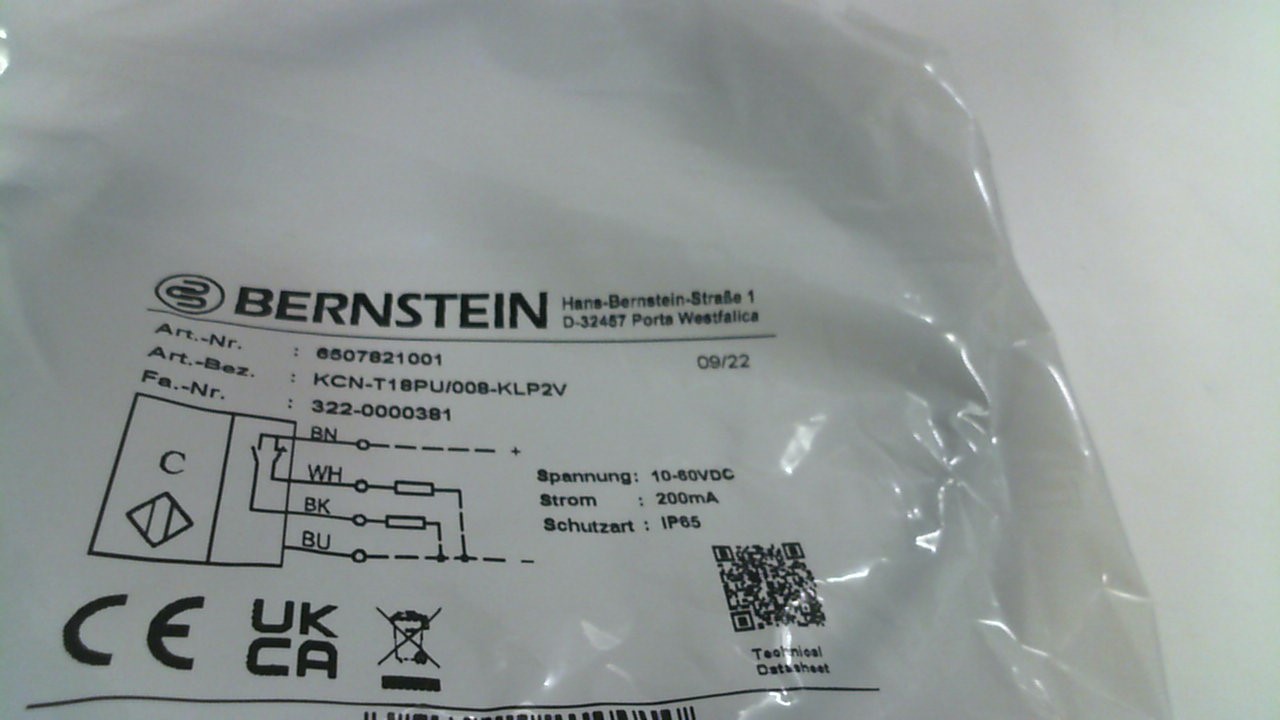 BERNSTEIN
Hans-Bernstein-Straße 1
D-32457 Porta Westfalica
Art.-Nr. : 6507821001
09/22
Art.-Bez. : KCN-T18PU/008-KLP2V
Fa.-Nr. : 322-0000381
C
BN +
WH
BK
BU -
Spannung: 10-60VDC
Strom : 200mA
Schutzart : IP65
CE
UK
CA
Technical
Datasheet